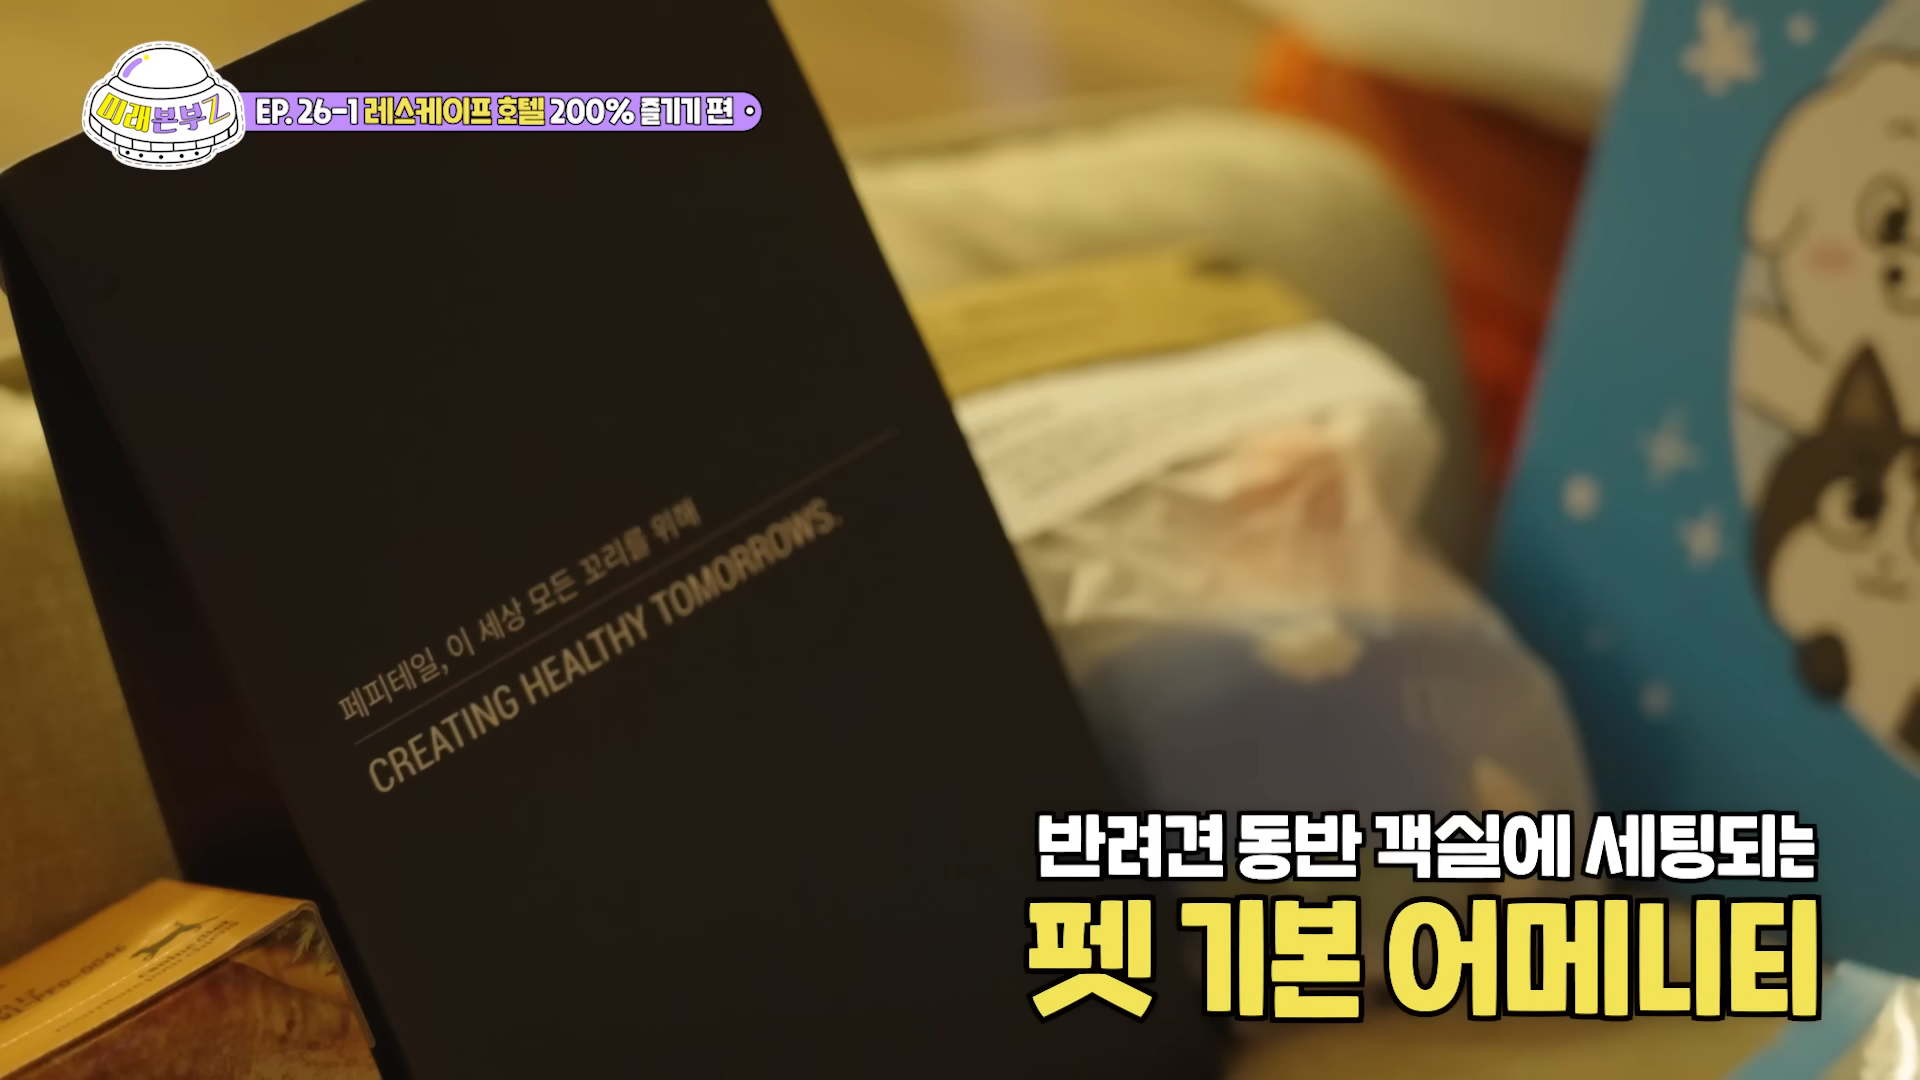 미래본부Z
EP. 26-1 레스케이프 호텔 200% 즐기기 편
페피테일, 이 세상 모든 꼬리를 위해
CREATING HEALTHY TOMORROWS.
반려견 동반 객실에 세팅되는
펫 기본 어메니티